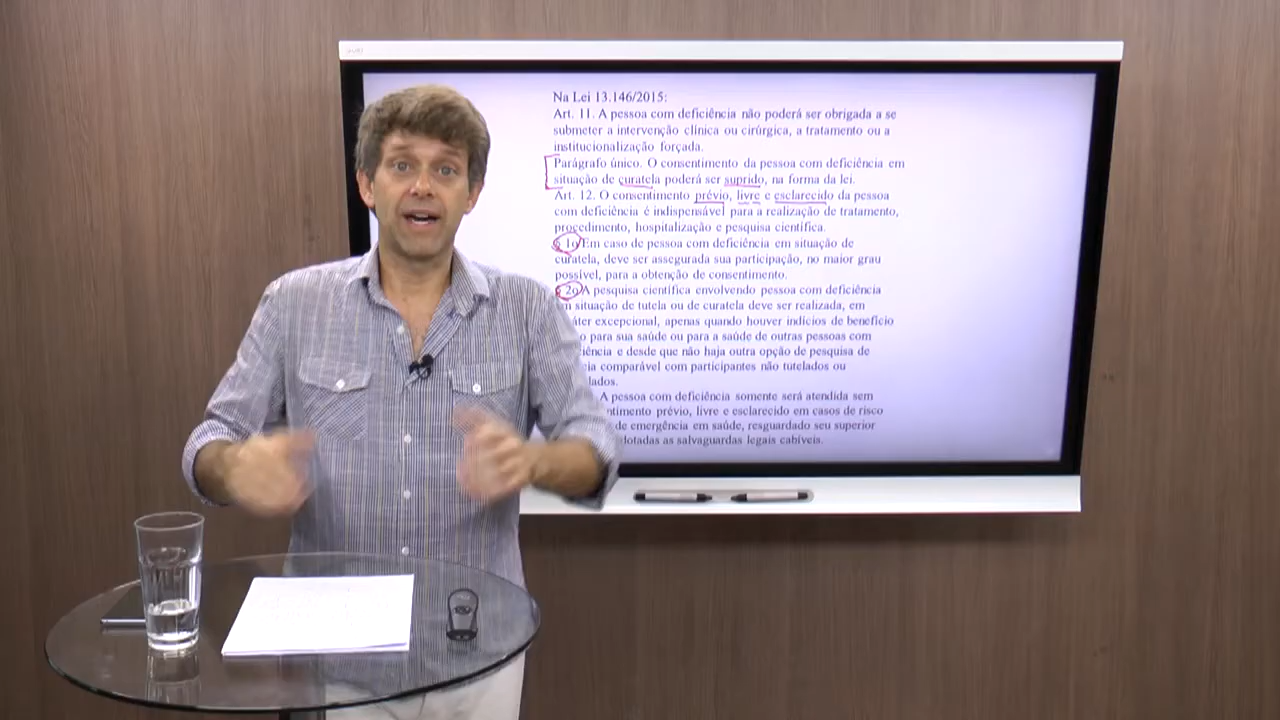 Na Lei 13.146/2015:
Art. 11. A pessoa com deficiência não poderá ser obrigada a se
submeter a intervenção clínica ou cirúrgica, a tratamento ou a
institucionalização forçada.
Parágrafo único. O consentimento da pessoa com deficiência em
situação de curatela poderá ser suprido, na forma da lei.
Art. 12. O consentimento prévio, livre e esclarecido da pessoa
com deficiência é indispensável para a realização de tratamento,
procedimento, hospitalização e pesquisa científica.
§ 1o Em caso de pessoa com deficiência em situação de
curatela, deve ser assegurada sua participação, no maior grau
possível, para a obtenção de consentimento.
§ 2o A pesquisa científica envolvendo pessoa com deficiência
em situação de tutela ou de curatela deve ser realizada, em
áter excepcional, apenas quando houver indícios de benefício
o para sua saúde ou para a saúde de outras pessoas com
ciência e desde que não haja outra opção de pesquisa de
cia comparável com participantes não tutelados ou
lados.
A pessoa com deficiência somente será atendida sem
ntimento prévio, livre e esclarecido em casos de risco
de emergência em saúde, resguardado seu superior
dotadas as salvaguardas legais cabíveis.